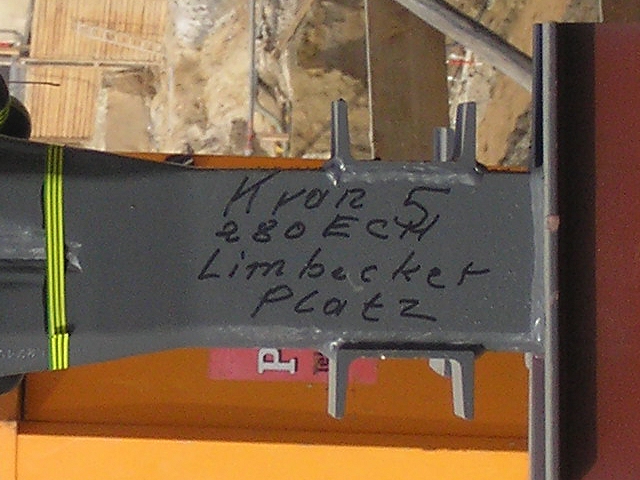 Kran 5
280 ECH
Limbecker
Platz
P